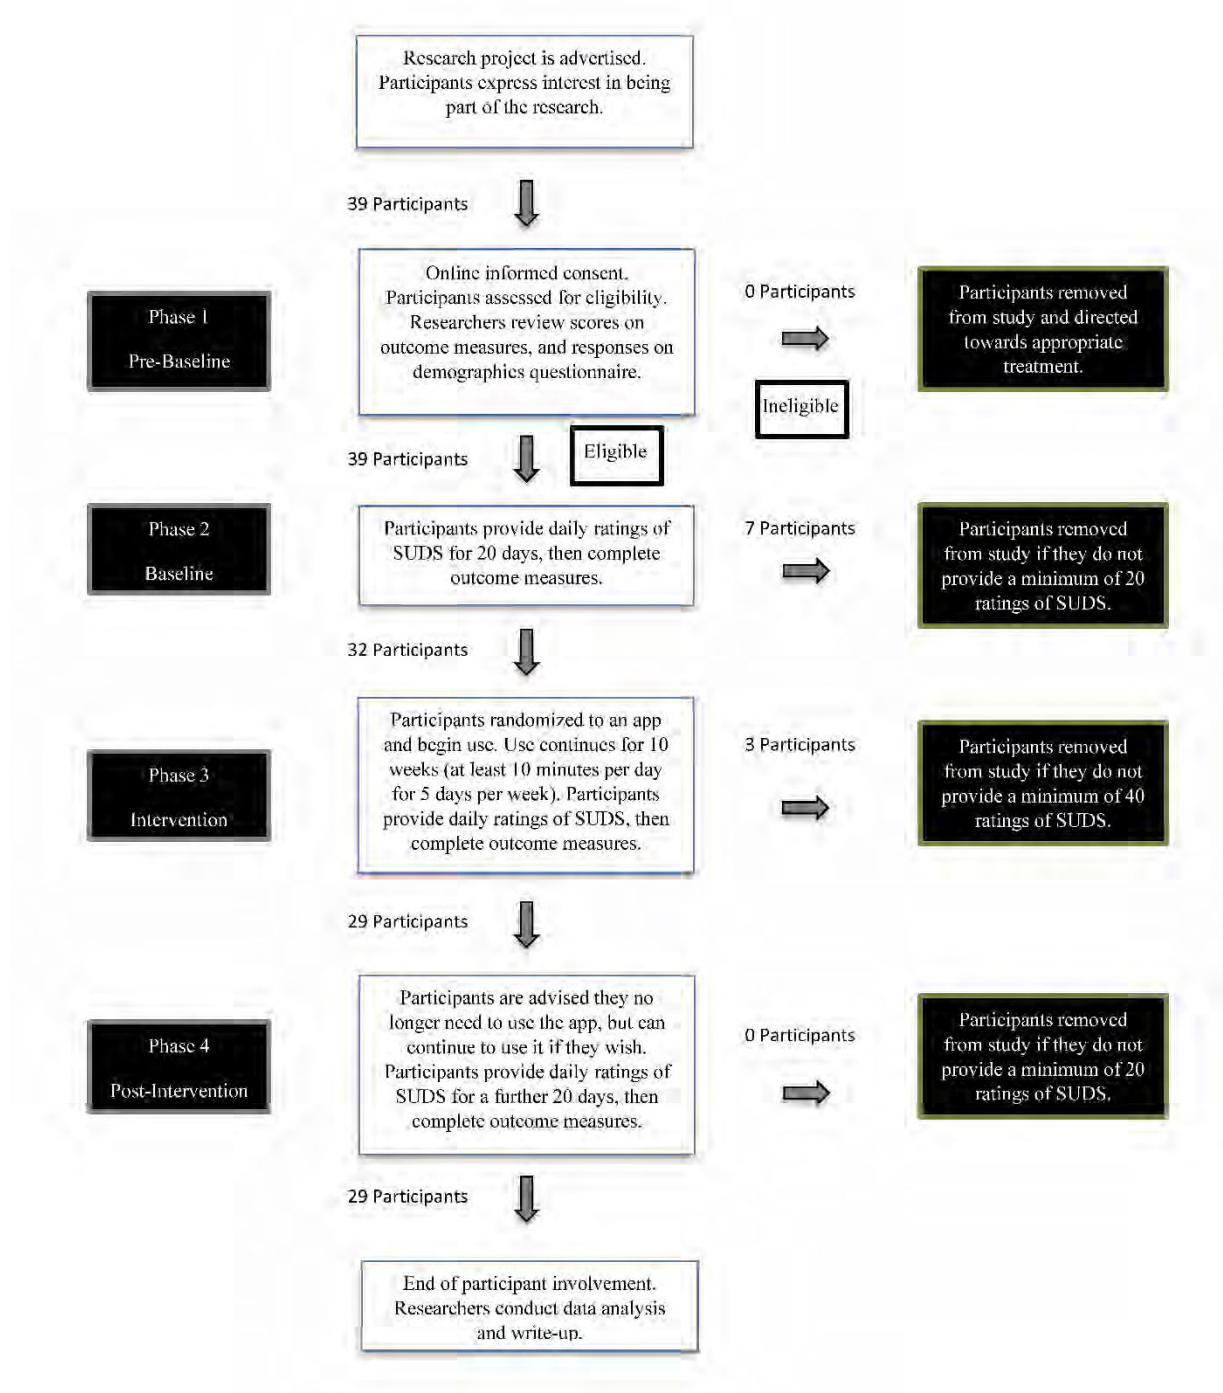 Research project is advertised.
Participants express interest in being
part of the research.
39 Participants
Phase 1
Pre-Baseline
Online informed consent.
Participants assessed for eligibility.
Researchers review scores on
outcome measures, and responses on
demographics questionnaire.
0 Participants
Ineligible
Participants removed
from study and directed
towards appropriate
treatment.
39 Participants
Eligible
Phase 2
Baseline
Participants provide daily ratings of
SUDS for 20 days, then complete
outcome measures.
7 Participants
Participants removed
from study if they do not
provide a minimum of 20
ratings of SUDS.
32 Participants
Phase 3
Intervention
Participants randomized to an app
and begin use. Use continues for 10
weeks (at least 10 minutes per day
for 5 days per week). Participants
provide daily ratings of SUDS, then
complete outcome measures.
3 Participants
Participants removed
from study if they do not
provide a minimum of 40
ratings of SUDS.
29 Participants
Phase 4
Post-Intervention
Participants are advised they no
longer need to use the app, but can
continue to use it if they wish.
Participants provide daily ratings of
SUDS for a further 20 days, then
complete outcome measures.
0 Participants
Participants removed
from study if they do not
provide a minimum of 20
ratings of SUDS.
29 Participants
End of participant involvement.
Researchers conduct data analysis
and write-up.